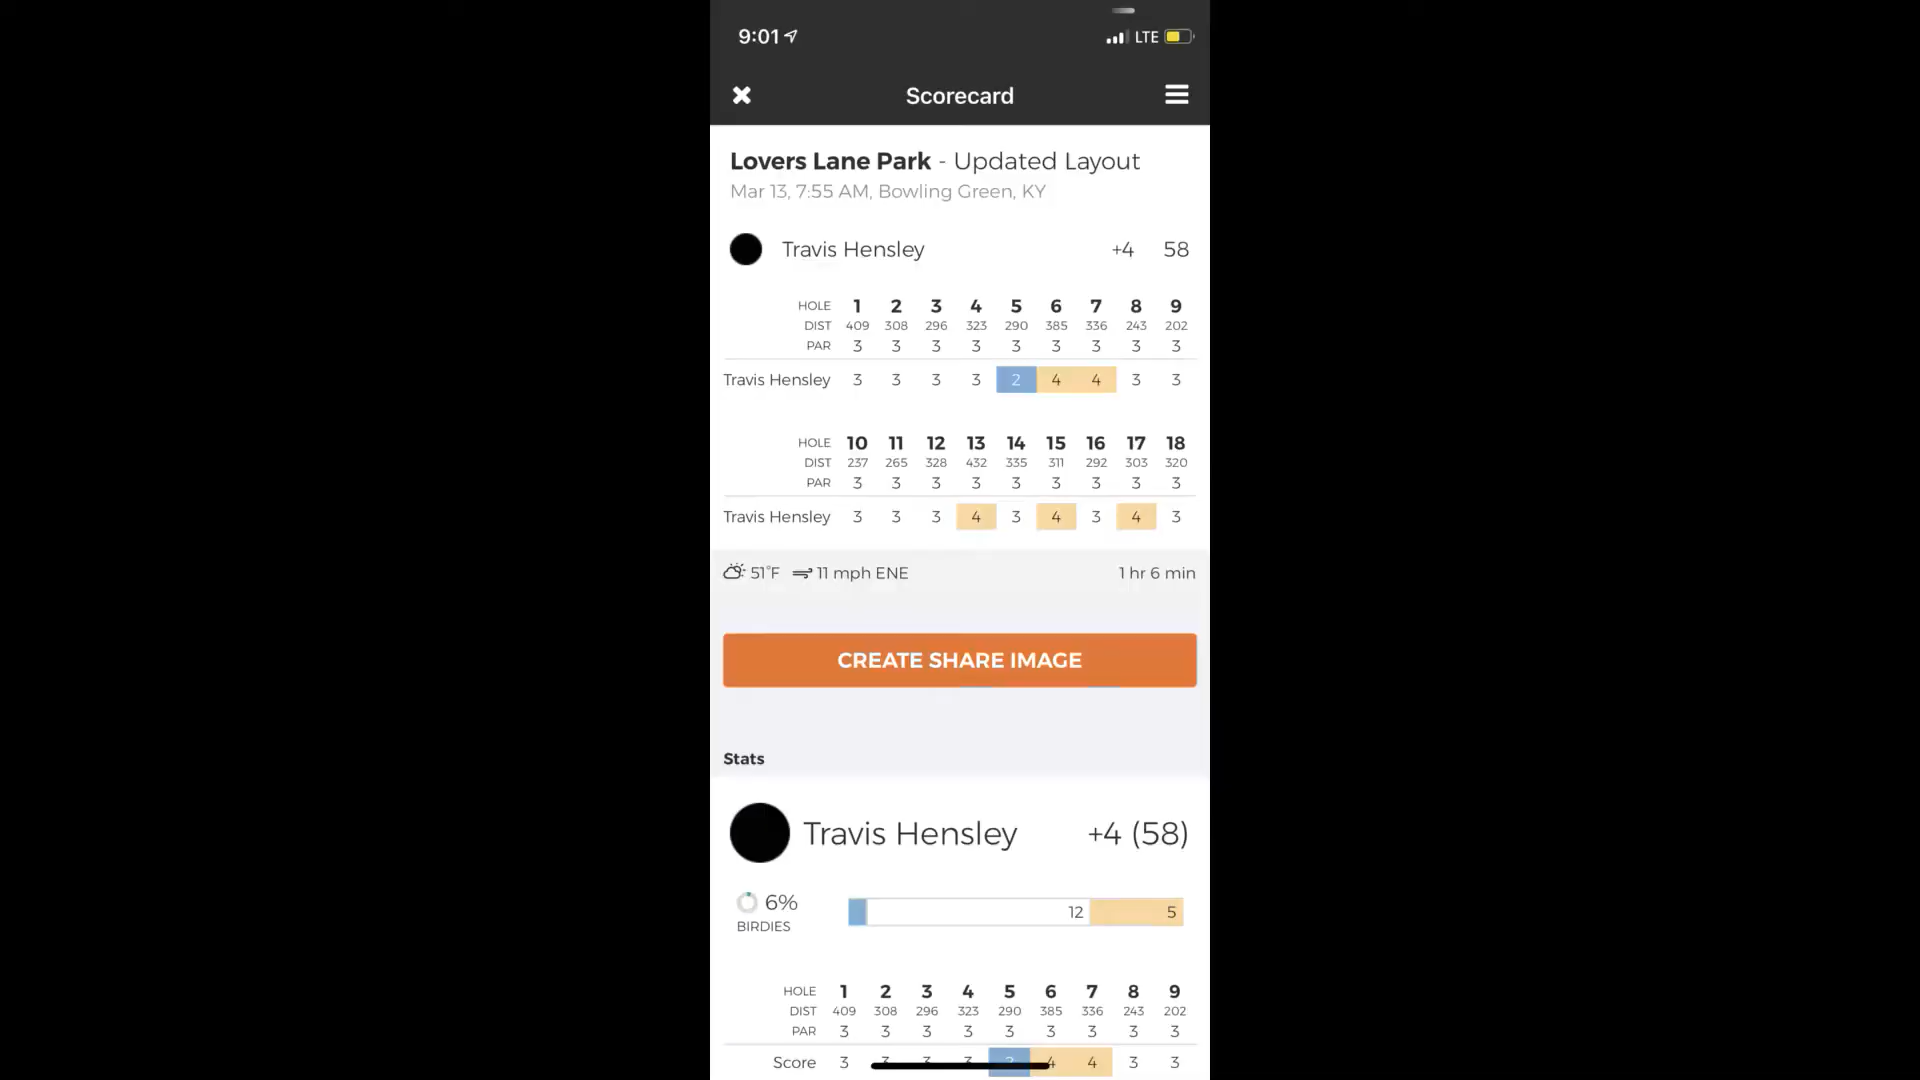 9:01 LTE
Scorecard
Lovers Lane Park - Updated Layout
Mar 13, 7:55 AM, Bowling Green, KY
Travis Hensley +4 58
HOLE 1 2 3 4 5 6 7 8 9
DIST 409 308 296 323 290 385 336 243 202
PAR 3 3 3 3 3 3 3 3 3
Travis Hensley 3 3 3 3 2 4 4 3 3
HOLE 10 11 12 13 14 15 16 17 18
DIST 237 265 328 432 335 311 292 303 320
PAR 3 3 3 3 3 3 3 3 3
Travis Hensley 3 3 3 4 3 4 3 4 3
51°F 11 mph ENE 1 hr 6 min
CREATE SHARE IMAGE
Stats
Travis Hensley +4 (58)
6% 12 5
BIRDIES
HOLE 1 2 3 4 5 6 7 8 9
DIST 409 308 296 323 290 385 336 243 202
PAR 3 3 3 3 3 3 3 3 3
Score 3 3 3 3 2 4 4 3 3